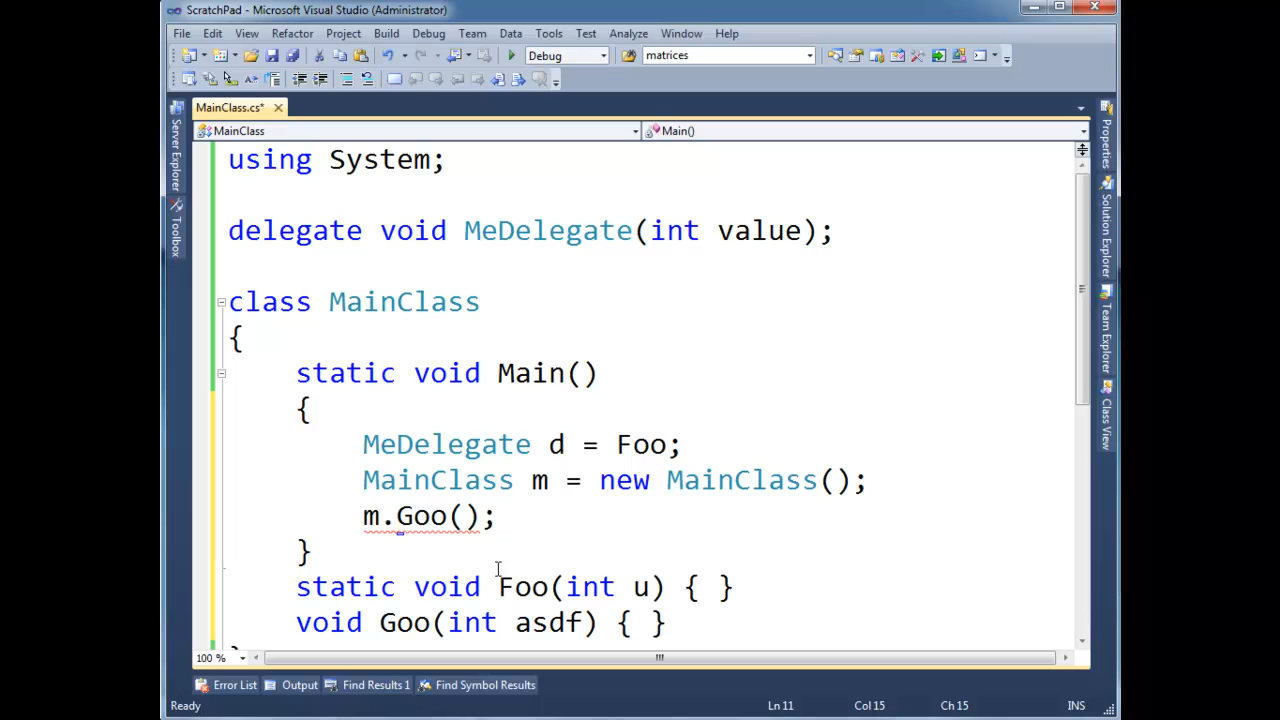 ScratchPad - Microsoft Visual Studio (Administrator)
File Edit View Refactor Project Build Debug Team Data Tools Test Analyze Window Help
Debug matrices
MainClass.cs*
MainClass Main()
using System;
delegate void MeDelegate(int value);
class MainClass
{
static void Main()
{
MeDelegate d = Foo;
MainClass m = new MainClass();
m.Goo();
}
static void Foo(int u) { }
void Goo(int asdf) { }
100 %
Error List Output Find Results 1 Find Symbol Results
Ready Ln 11 Col 15 Ch 15 INS
Server Explorer
Toolbox
Properties
Solution Explorer
Team Explorer
Class View